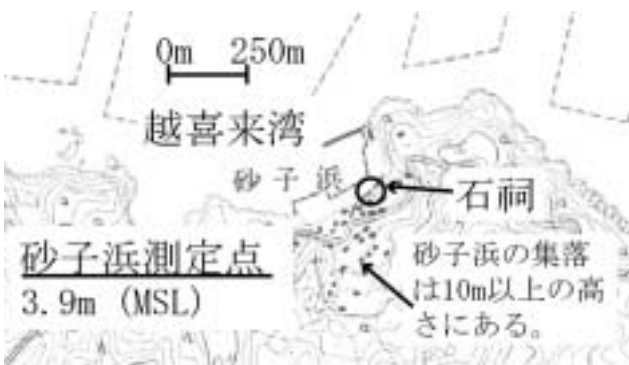 0m 250m
越喜来湾
砂子浜
石祠
砂子浜測定点
3.9m (MSL)
砂子浜の集落
は10m以上の高
さにある。